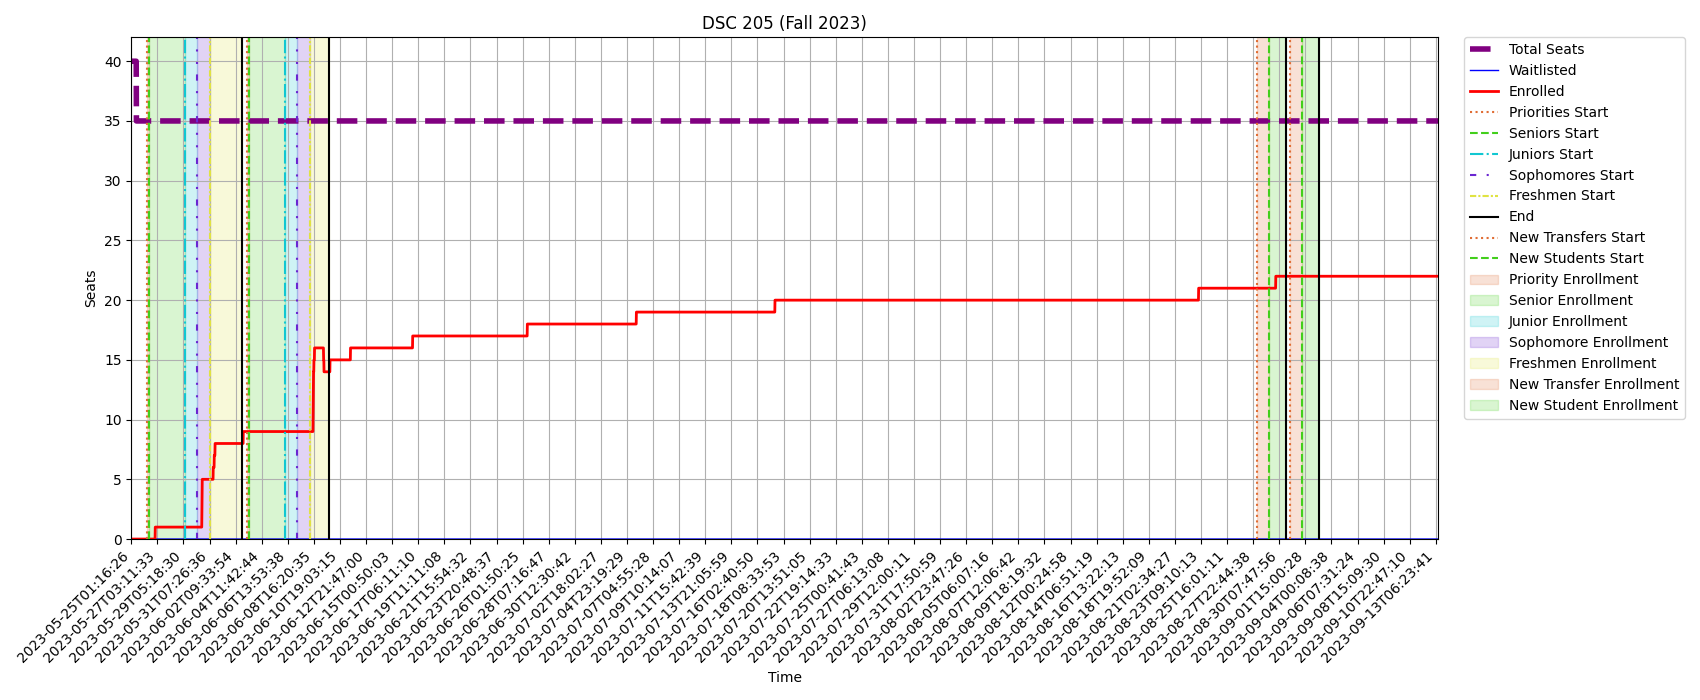 DSC 205 (Fall 2023)
Seats
40
35
30
25
20
15
10
5
0
2023-05-25T01:16:26
2023-05-27T03:11:33
2023-05-29T05:18:30
2023-05-31T07:26:36
2023-06-02T09:33:54
2023-06-04T11:42:44
2023-06-06T13:53:38
2023-06-08T16:20:35
2023-06-10T19:03:15
2023-06-12T21:47:00
2023-06-15T00:50:03
2023-06-17T06:11:10
2023-06-19T11:11:08
2023-06-21T15:54:32
2023-06-23T20:48:37
2023-06-26T01:50:25
2023-06-28T07:16:47
2023-06-30T12:30:42
2023-07-02T18:02:27
2023-07-04T23:19:29
2023-07-07T04:55:28
2023-07-09T10:14:07
2023-07-11T15:42:39
2023-07-13T21:05:59
2023-07-16T02:40:50
2023-07-18T08:33:53
2023-07-20T13:51:05
2023-07-22T19:14:33
2023-07-25T00:41:43
2023-07-27T06:13:08
2023-07-29T12:00:11
2023-07-31T17:50:59
2023-08-02T23:47:26
2023-08-05T06:07:16
2023-08-07T12:06:42
2023-08-09T18:19:32
2023-08-12T00:24:58
2023-08-14T06:51:19
2023-08-16T13:22:13
2023-08-18T19:52:09
2023-08-21T02:34:27
2023-08-23T09:10:13
2023-08-25T16:01:11
2023-08-27T22:44:38
2023-08-30T07:47:56
2023-09-01T15:00:28
2023-09-04T00:08:38
2023-09-06T07:31:24
2023-09-08T15:09:30
2023-09-10T22:47:10
2023-09-13T06:23:41
Time
Total Seats
Waitlisted
Enrolled
Priorities Start
Seniors Start
Juniors Start
Sophomores Start
Freshmen Start
End
New Transfers Start
New Students Start
Priority Enrollment
Senior Enrollment
Junior Enrollment
Sophomore Enrollment
Freshmen Enrollment
New Transfer Enrollment
New Student Enrollment